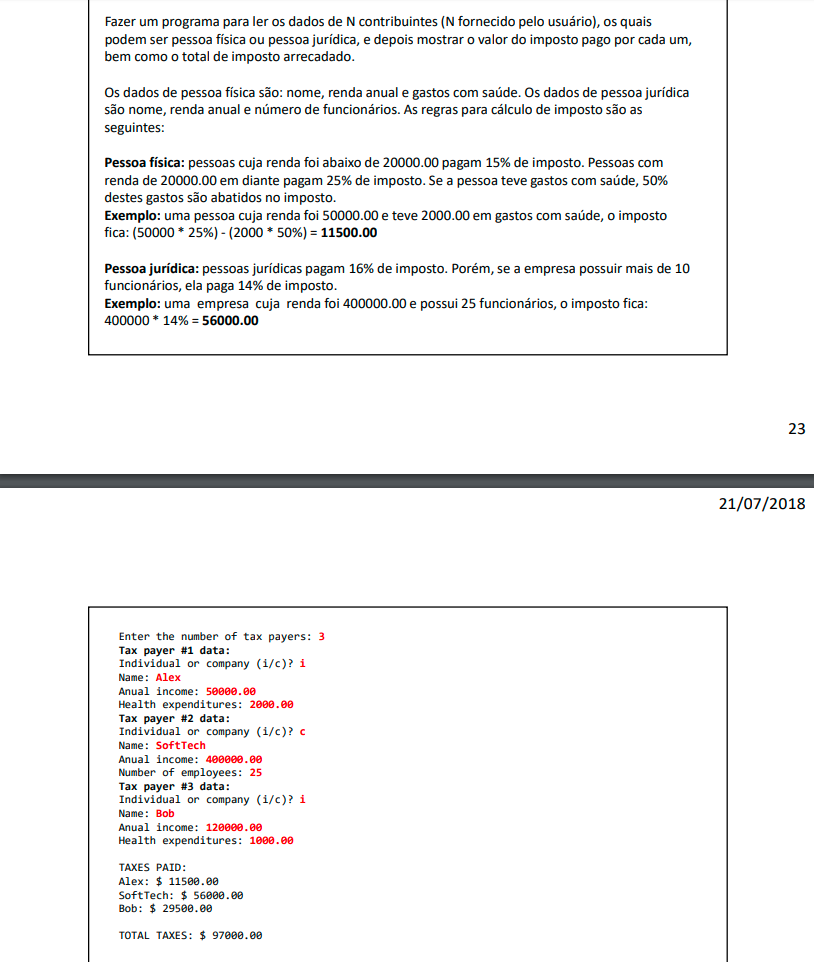 Fazer um programa para ler os dados de N contribuintes (N fornecido pelo usuário), os quais
podem ser pessoa física ou pessoa jurídica, e depois mostrar o valor do imposto pago por cada um,
bem como o total de imposto arrecadado.
Os dados de pessoa física são: nome, renda anual e gastos com saúde. Os dados de pessoa jurídica
são nome, renda anual e número de funcionários. As regras para cálculo de imposto são as
seguintes:
Pessoa física: pessoas cuja renda foi abaixo de 20000.00 pagam 15% de imposto. Pessoas com
renda de 20000.00 em diante pagam 25% de imposto. Se a pessoa teve gastos com saúde, 50%
destes gastos são abatidos no imposto.
Exemplo: uma pessoa cuja renda foi 50000.00 e teve 2000.00 em gastos com saúde, o imposto
fica: (50000 * 25%) - (2000 * 50%) = 11500.00
Pessoa jurídica: pessoas jurídicas pagam 16% de imposto. Porém, se a empresa possuir mais de 10
funcionários, ela paga 14% de imposto.
Exemplo: uma empresa cuja renda foi 400000.00 e possui 25 funcionários, o imposto fica:
400000 * 14% = 56000.00
23
21/07/2018
Enter the number of tax payers: 3
Tax payer #1 data:
Individual or company (i/c)? i
Name: Alex
Anual income: 50000.00
Health expenditures: 2000.00
Tax payer #2 data:
Individual or company (i/c)? c
Name: SoftTech
Anual income: 400000.00
Number of employees: 25
Tax payer #3 data:
Individual or company (i/c)? i
Name: Bob
Anual income: 120000.00
Health expenditures: 1000.00
TAXES PAID:
Alex: $ 11500.00
SoftTech: $ 56000.00
Bob: $ 29500.00
TOTAL TAXES: $ 97000.00